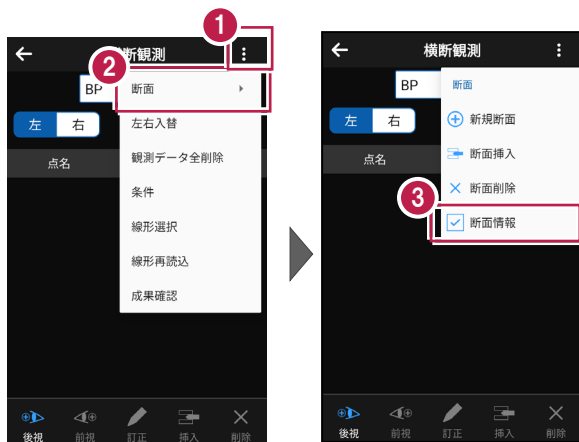 1
横断観測
2
BP
断面
左 右
左右入替
点名
観測データ全削除
条件
線形選択
線形再読込
成果確認
後視 前視 訂正 挿入 削除
横断観測
BP
断面
左 右
新規断面
点名
断面挿入
断面削除
3
断面情報
後視 前視 訂正 挿入 削除